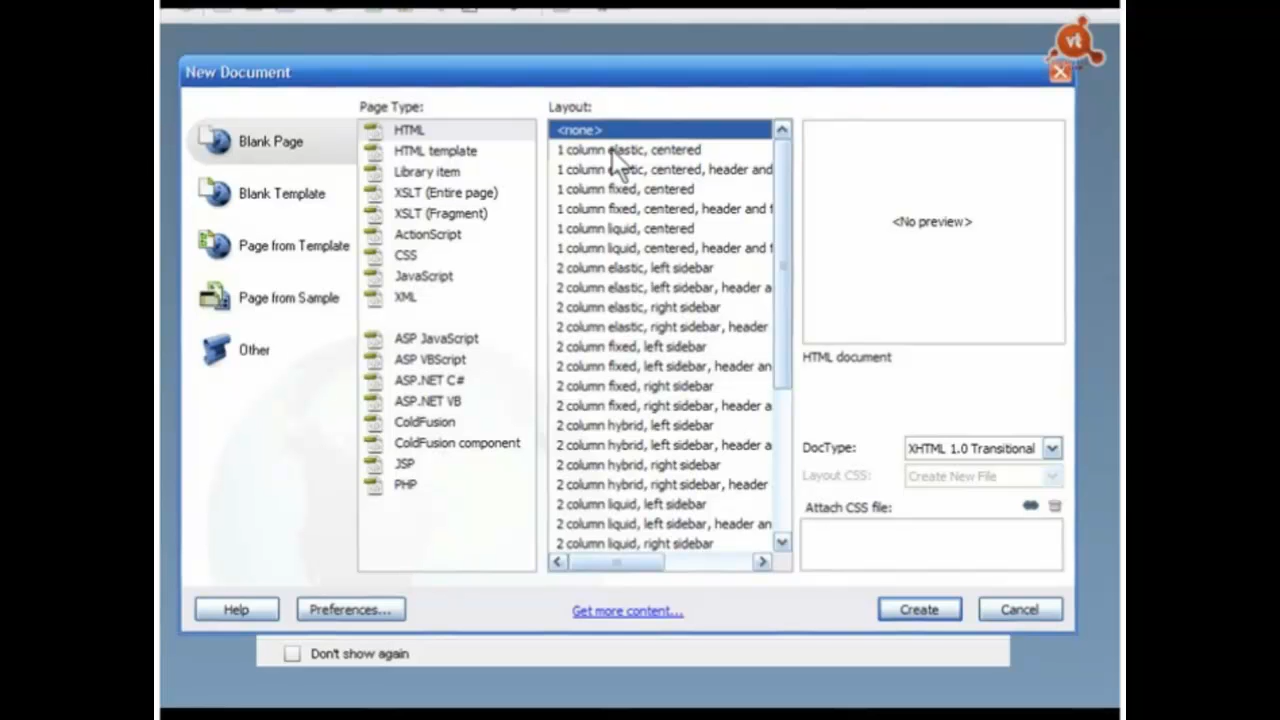 vt
New Document
Blank Page
Blank Template
Page from Template
Page from Sample
Other
Page Type:
HTML
HTML template
Library item
XSLT (Entire page)
XSLT (Fragment)
ActionScript
CSS
JavaScript
XML
ASP JavaScript
ASP VBScript
ASP.NET C#
ASP.NET VB
ColdFusion
ColdFusion component
JSP
PHP
Layout:
<none>
1 column elastic, centered
1 column elastic, centered, header and
1 column fixed, centered
1 column fixed, centered, header and f
1 column liquid, centered
1 column liquid, centered, header and f
2 column elastic, left sidebar
2 column elastic, left sidebar, header a
2 column elastic, right sidebar
2 column elastic, right sidebar, header
2 column fixed, left sidebar
2 column fixed, left sidebar, header an
2 column fixed, right sidebar
2 column fixed, right sidebar, header a
2 column hybrid, left sidebar
2 column hybrid, left sidebar, header a
2 column hybrid, right sidebar
2 column hybrid, right sidebar, header
2 column liquid, left sidebar
2 column liquid, left sidebar, header an
2 column liquid, right sidebar
<No preview>
HTML document
DocType: XHTML 1.0 Transitional
Layout CSS: Create New File
Attach CSS file:
Help
Preferences...
Get more content...
Create
Cancel
Don't show again